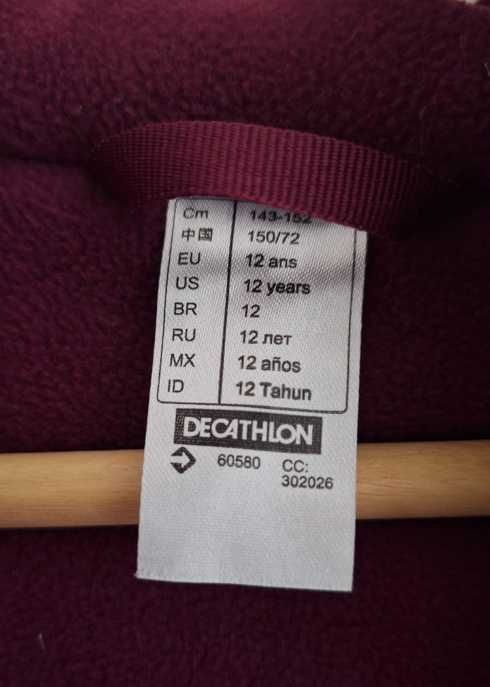 Cm 143-152
中国 150/72
EU 12 ans
US 12 years
BR 12
RU 12 лет
MX 12 años
ID 12 Tahun
DECATHLON
60580 CC:
302026